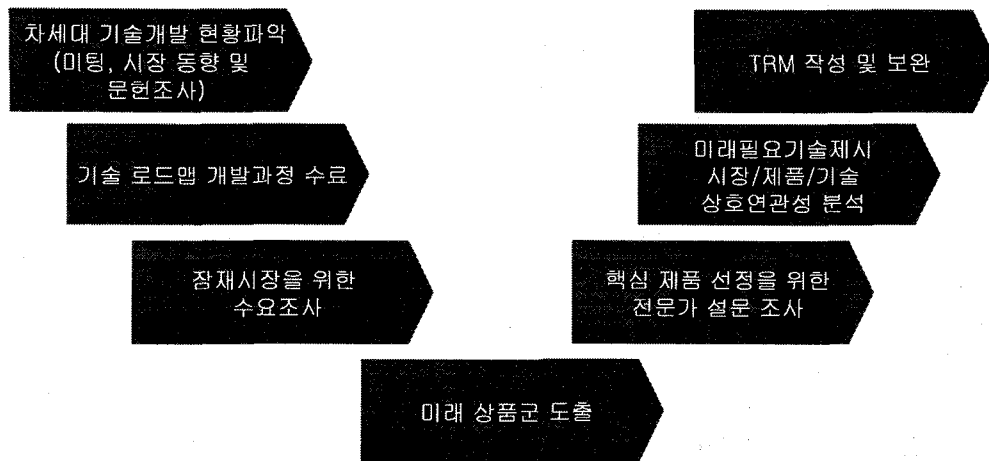 차세대 기술개발 현황파악
(미팅, 시장 동향 및
문헌조사)
기술 로드맵 개발과정 수료
잠재시장을 위한
수요조사
미래 상품군 도출
핵심 제품 선정을 위한
전문가 설문 조사
미래필요기술제시
시장/제품/기술
상호연관성 분석
TRM 작성 및 보완